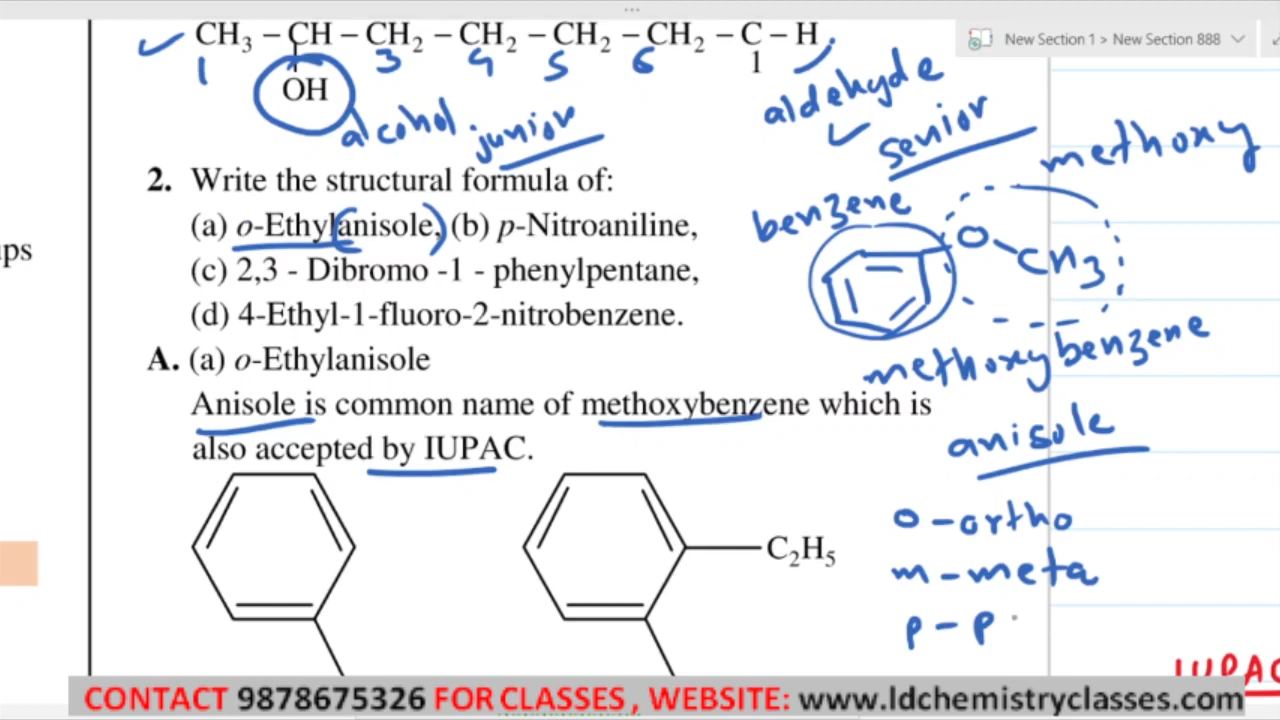 CH3 – CH – CH2 – CH2 – CH2 – CH2 – C – H
New Section 1 > New Section 888
1 3 4 5 6 1
OH
alcohol junior
aldehyde
senior
methoxy
2. Write the structural formula of:
(a) o-Ethylanisole, (b) p-Nitroaniline,
(c) 2,3 - Dibromo -1 - phenylpentane,
(d) 4-Ethyl-1-fluoro-2-nitrobenzene.
benzene
O
CH3
ups
methoxybenzene
A. (a) o-Ethylanisole
Anisole is common name of methoxybenzene which is
also accepted by IUPAC.
anisole
C2H5
o - ortho
m - meta
p - p
IUPAC
CONTACT 9878675326 FOR CLASSES , WEBSITE: www.ldchemistryclasses.com